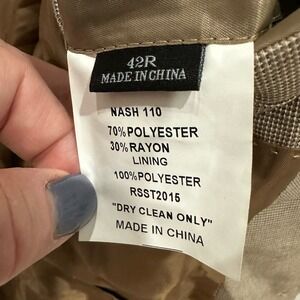 42R
MADE IN CHINA
NASH 110
70% POLYESTER
30% RAYON
LINING
100% POLYESTER
RSST2015
"DRY CLEAN ONLY"
MADE IN CHINA